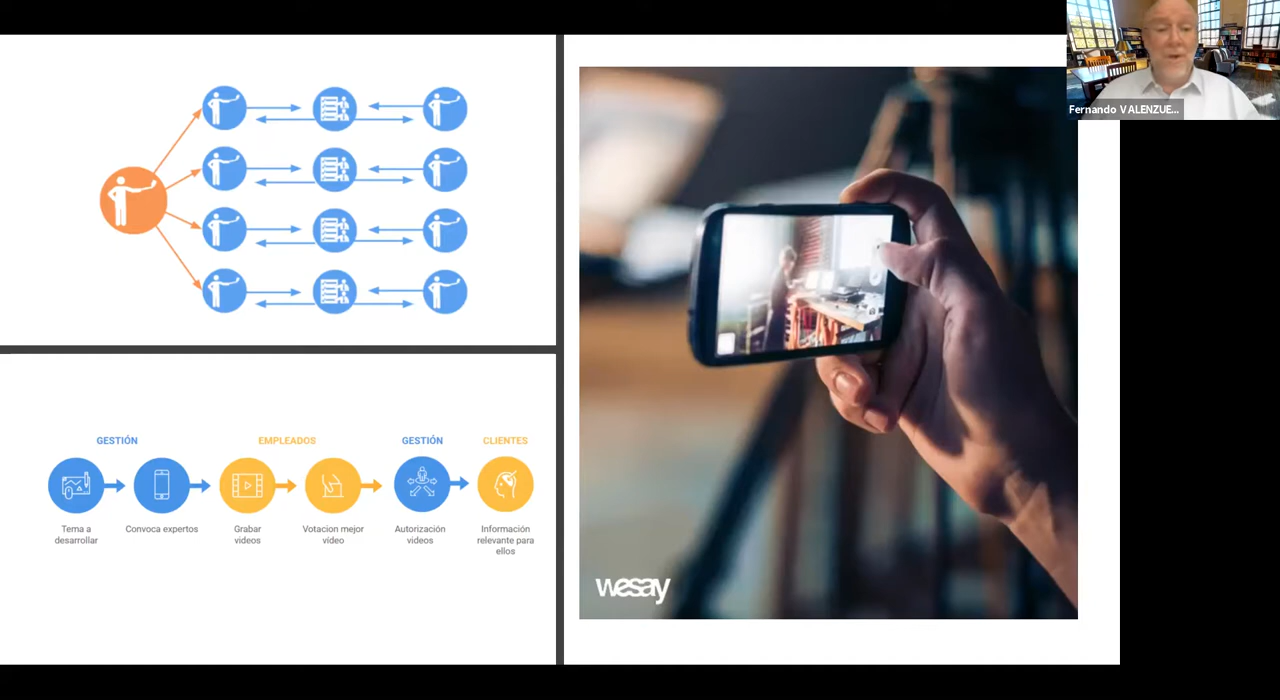 Fernando VALENZUE...
GESTIÓN
EMPLEADOS
GESTIÓN
CLIENTES
Tema a
desarrollar
Convoca expertos
Grabar
videos
Votacion mejor
vídeo
Autorización
videos
Información
relevante para
ellos
wesay